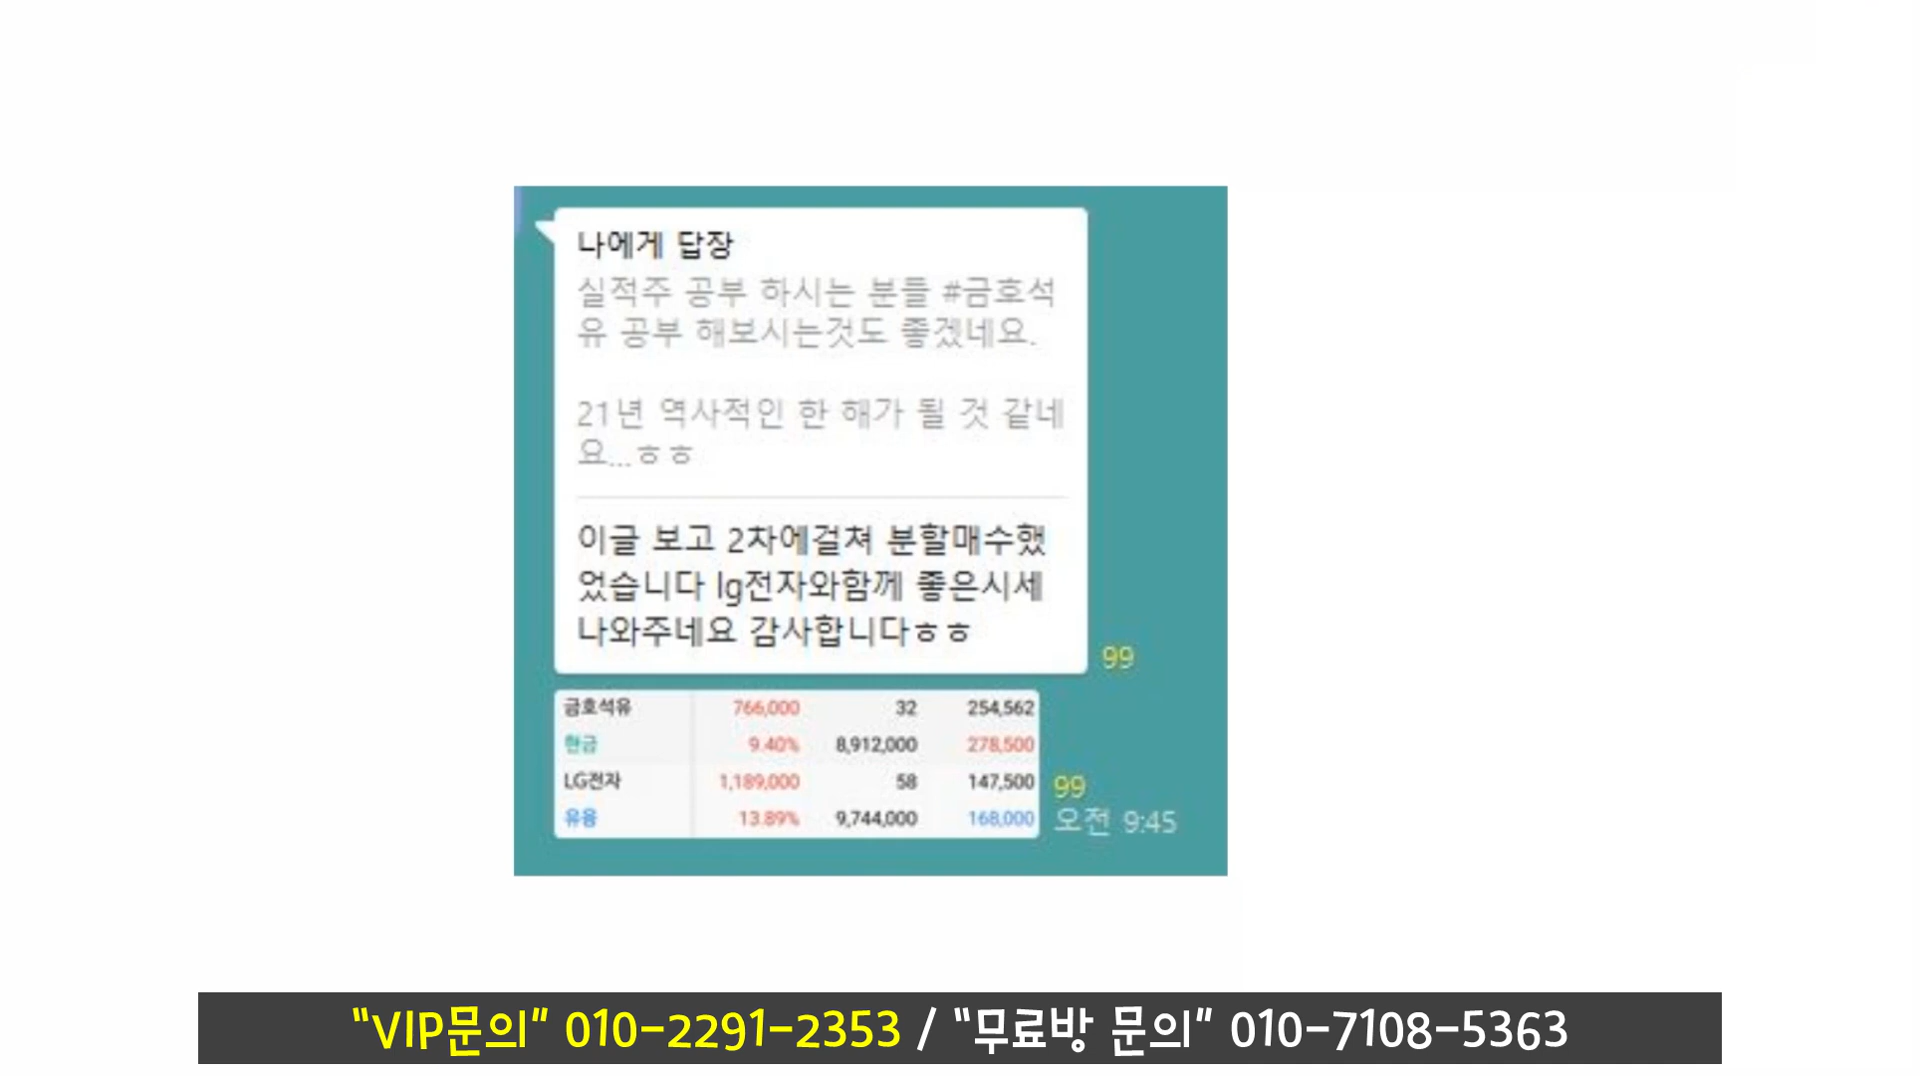 나에게 답장
실적주 공부 하시는 분들 #금호석
유 공부 해보시는것도 좋겠네요.
21년 역사적인 한 해가 될 것 같네
요...ㅎㅎ
이글 보고 2차에걸쳐 분할매수했
었습니다 lg전자와함께 좋은시세
나와주네요 감사합니다ㅎㅎ
99
금호석유 766,000 32 254,562
현금 9.40% 8,912,000 278,500
LG전자 1,189,000 58 147,500
99
유융 13.89% 9,744,000 168,000
오전 9:45
"VIP문의" 010-2291-2353 / "무료방 문의" 010-7108-5363